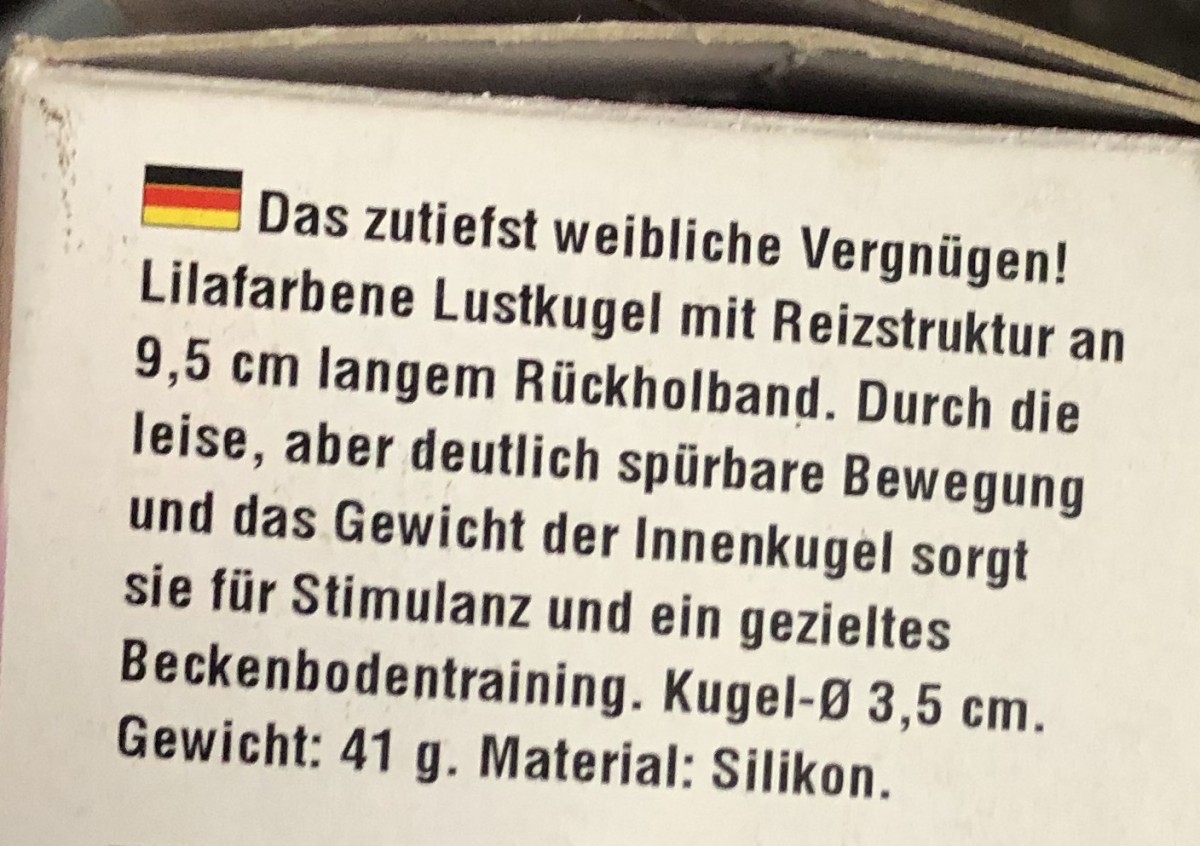 Das zutiefst weibliche Vergnügen!
Lilafarbene Lustkugel mit Reizstruktur an
9,5 cm langem Rückholband. Durch die
leise, aber deutlich spürbare Bewegung
und das Gewicht der Innenkugel sorgt
sie für Stimulanz und ein gezieltes
Beckenbodentraining. Kugel-Ø 3,5 cm.
Gewicht: 41 g. Material: Silikon.